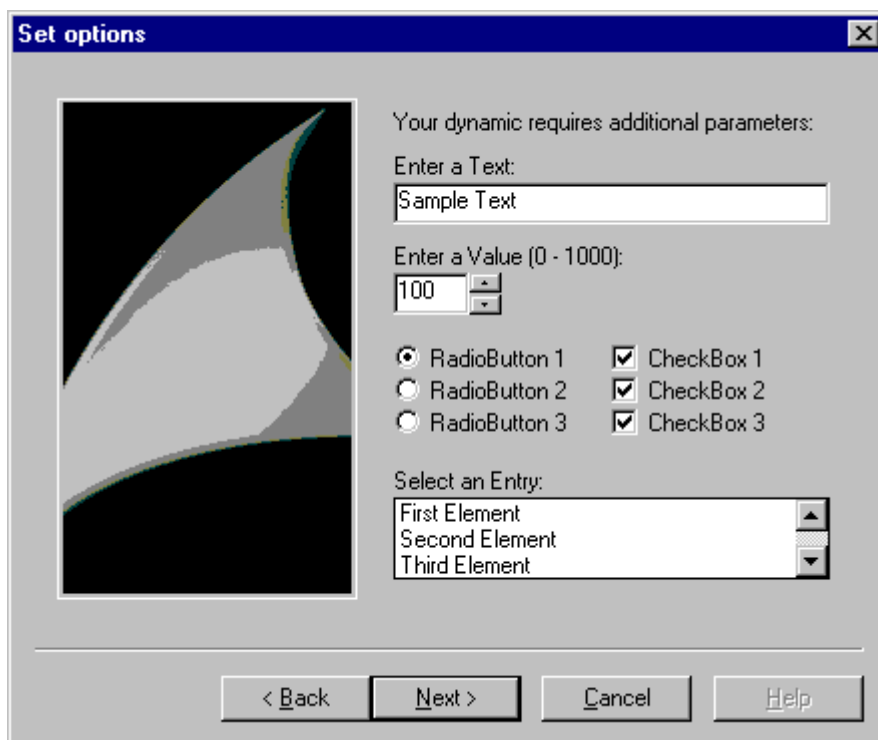 Set options
Your dynamic requires additional parameters:
Enter a Text:
Sample Text
Enter a Value (0 - 1000):
100
RadioButton 1 CheckBox 1
RadioButton 2 CheckBox 2
RadioButton 3 CheckBox 3
Select an Entry:
First Element
Second Element
Third Element
< Back Next > Cancel Help